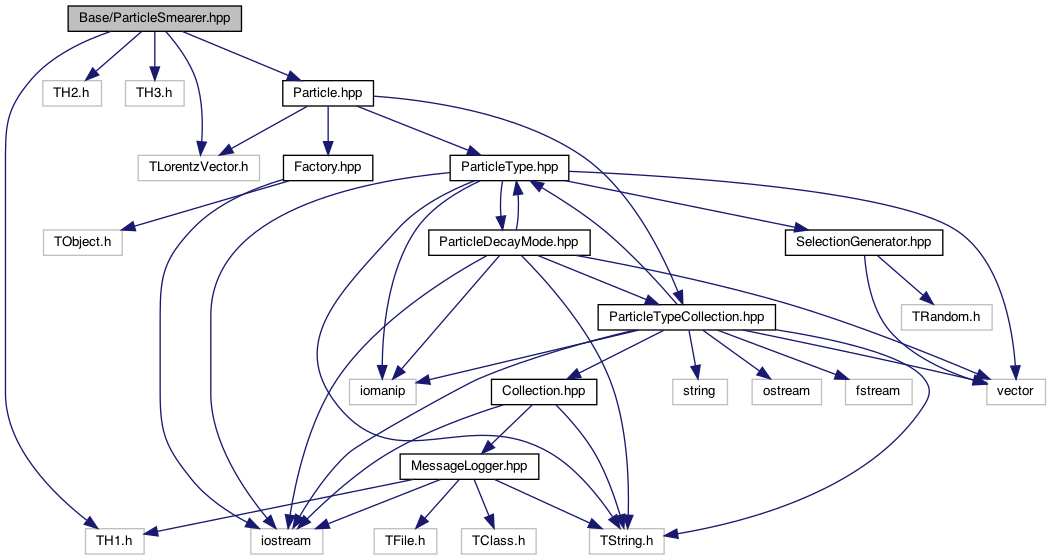 Base/ParticleSmearer.hpp
TH2.h
TH3.h
Particle.hpp
TLorentzVector.h
Factory.hpp
ParticleType.hpp
TObject.h
ParticleDecayMode.hpp
SelectionGenerator.hpp
ParticleTypeCollection.hpp
TRandom.h
iomanip
Collection.hpp
string
ostream
fstream
vector
MessageLogger.hpp
TH1.h
iostream
TFile.h
TClass.h
TString.h